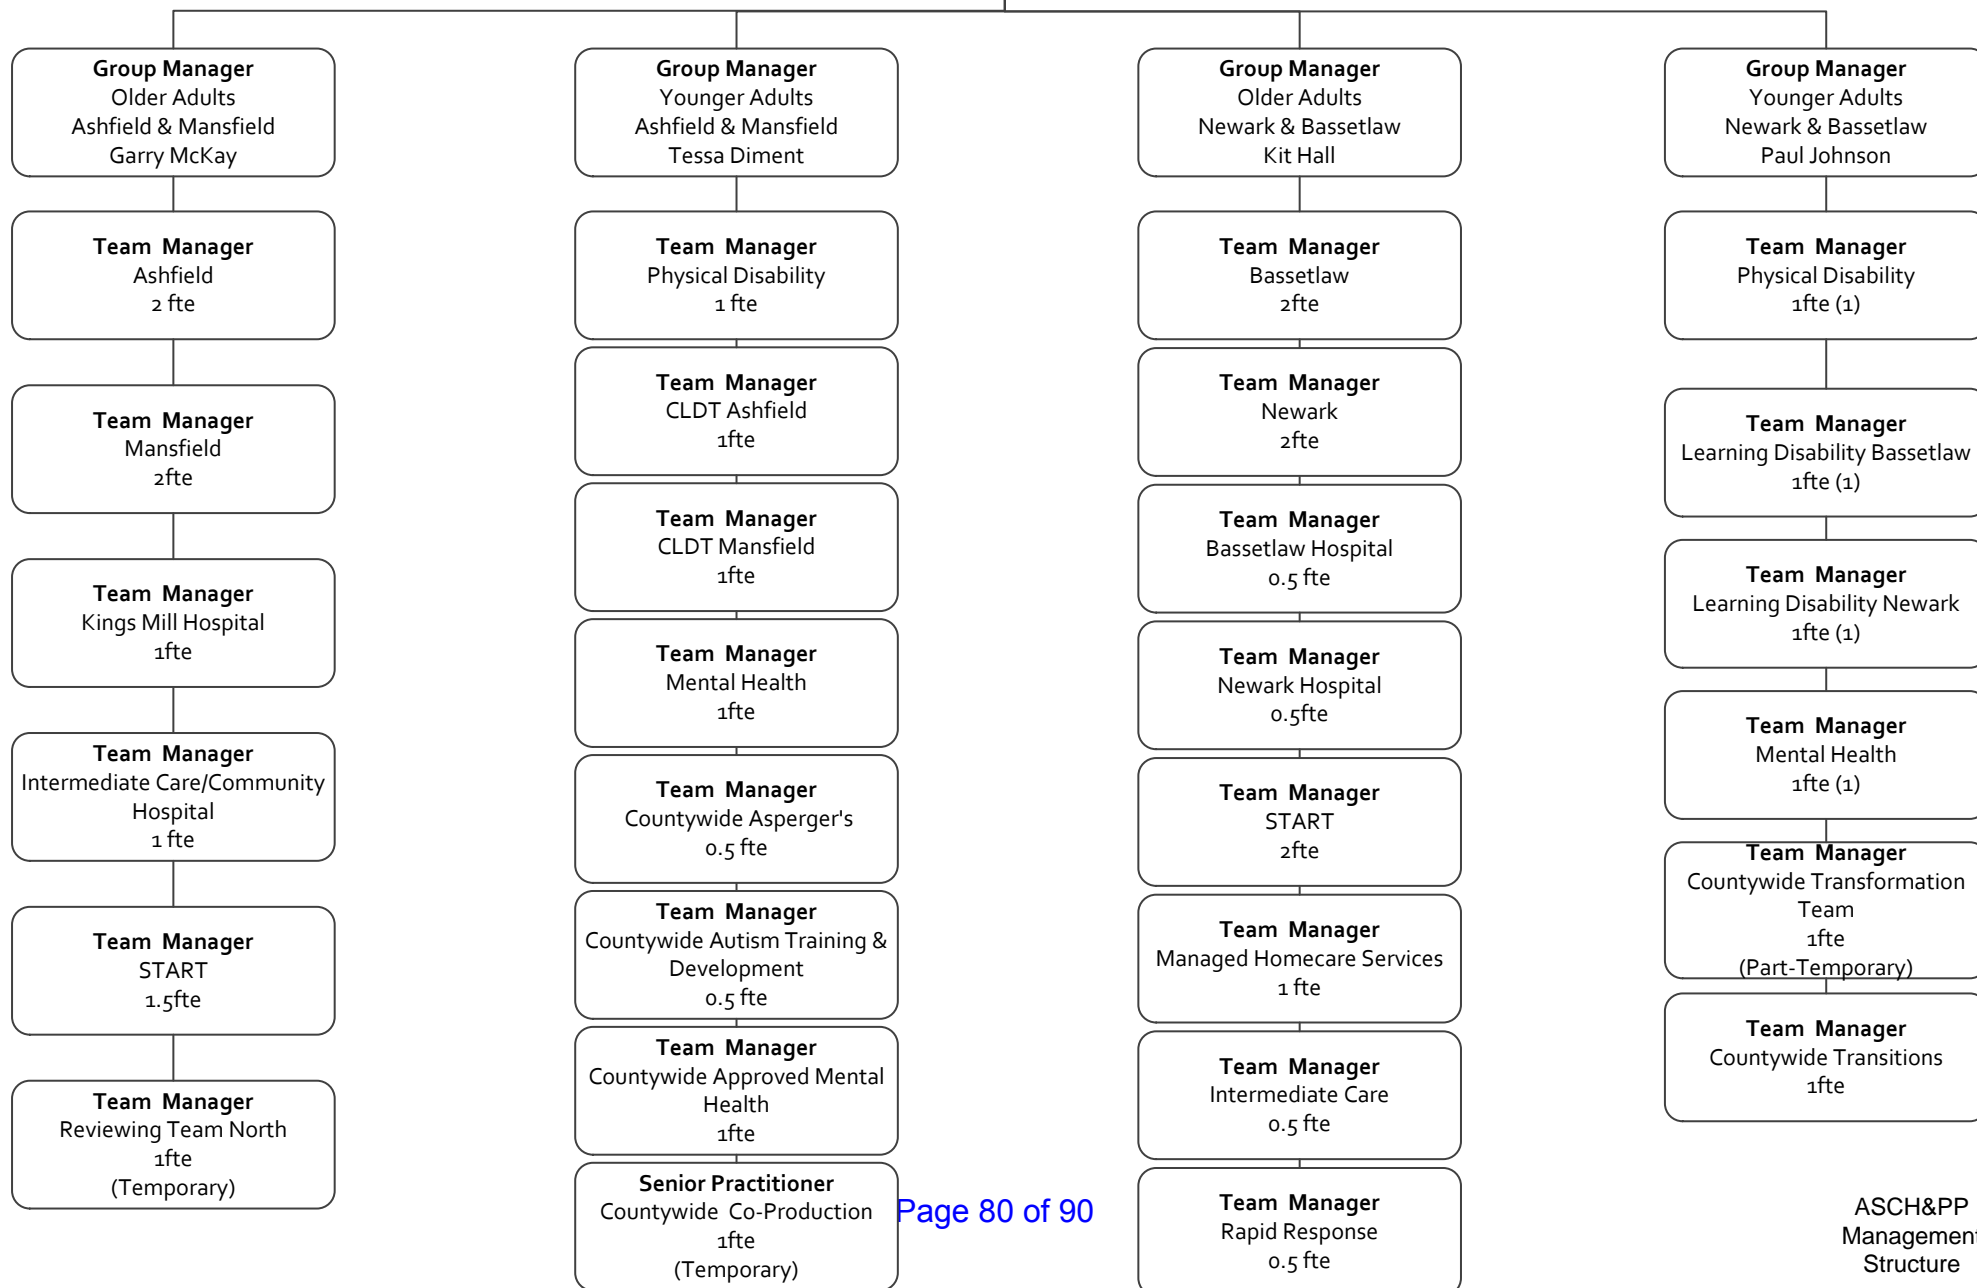 Group Manager
Older Adults
Ashfield & Mansfield
Garry McKay
Team Manager
Ashfield
2 fte
Team Manager
Mansfield
2fte
Team Manager
Kings Mill Hospital
1fte
Team Manager
Intermediate Care/Community
Hospital
1 fte
Team Manager
START
1.5fte
Team Manager
Reviewing Team North
1fte
(Temporary)
Group Manager
Younger Adults
Ashfield & Mansfield
Tessa Diment
Team Manager
Physical Disability
1 fte
Team Manager
CLDT Ashfield
1fte
Team Manager
CLDT Mansfield
1fte
Team Manager
Mental Health
1fte
Team Manager
Countywide Asperger's
0.5 fte
Team Manager
Countywide Autism Training &
Development
0.5 fte
Team Manager
Countywide Approved Mental
Health
1fte
Senior Practitioner
Countywide Co-Production
1fte
(Temporary)
Group Manager
Older Adults
Newark & Bassetlaw
Kit Hall
Team Manager
Bassetlaw
2fte
Team Manager
Newark
2fte
Team Manager
Bassetlaw Hospital
0.5 fte
Team Manager
Newark Hospital
0.5fte
Team Manager
START
2fte
Team Manager
Managed Homecare Services
1 fte
Team Manager
Intermediate Care
0.5 fte
Team Manager
Rapid Response
0.5 fte
Group Manager
Younger Adults
Newark & Bassetlaw
Paul Johnson
Team Manager
Physical Disability
1fte (1)
Team Manager
Learning Disability Bassetlaw
1fte (1)
Team Manager
Learning Disability Newark
1fte (1)
Team Manager
Mental Health
1fte (1)
Team Manager
Countywide Transformation
Team
1fte
(Part-Temporary)
Team Manager
Countywide Transitions
1fte
Page 80 of 90
ASCH&PP
Management
Structure